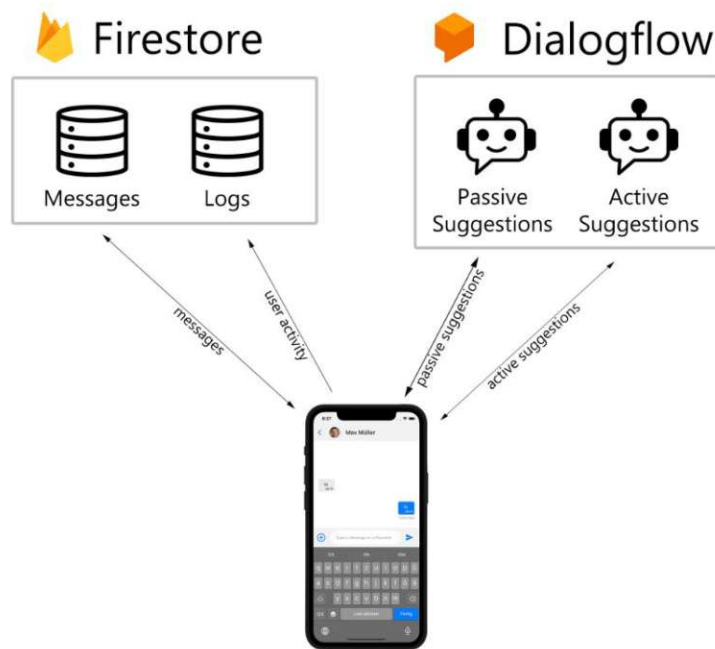 Firestore
Dialogflow
Messages
Logs
Passive
Suggestions
Active
Suggestions
messages
user activity
passive suggestions
active suggestions
Max Müller